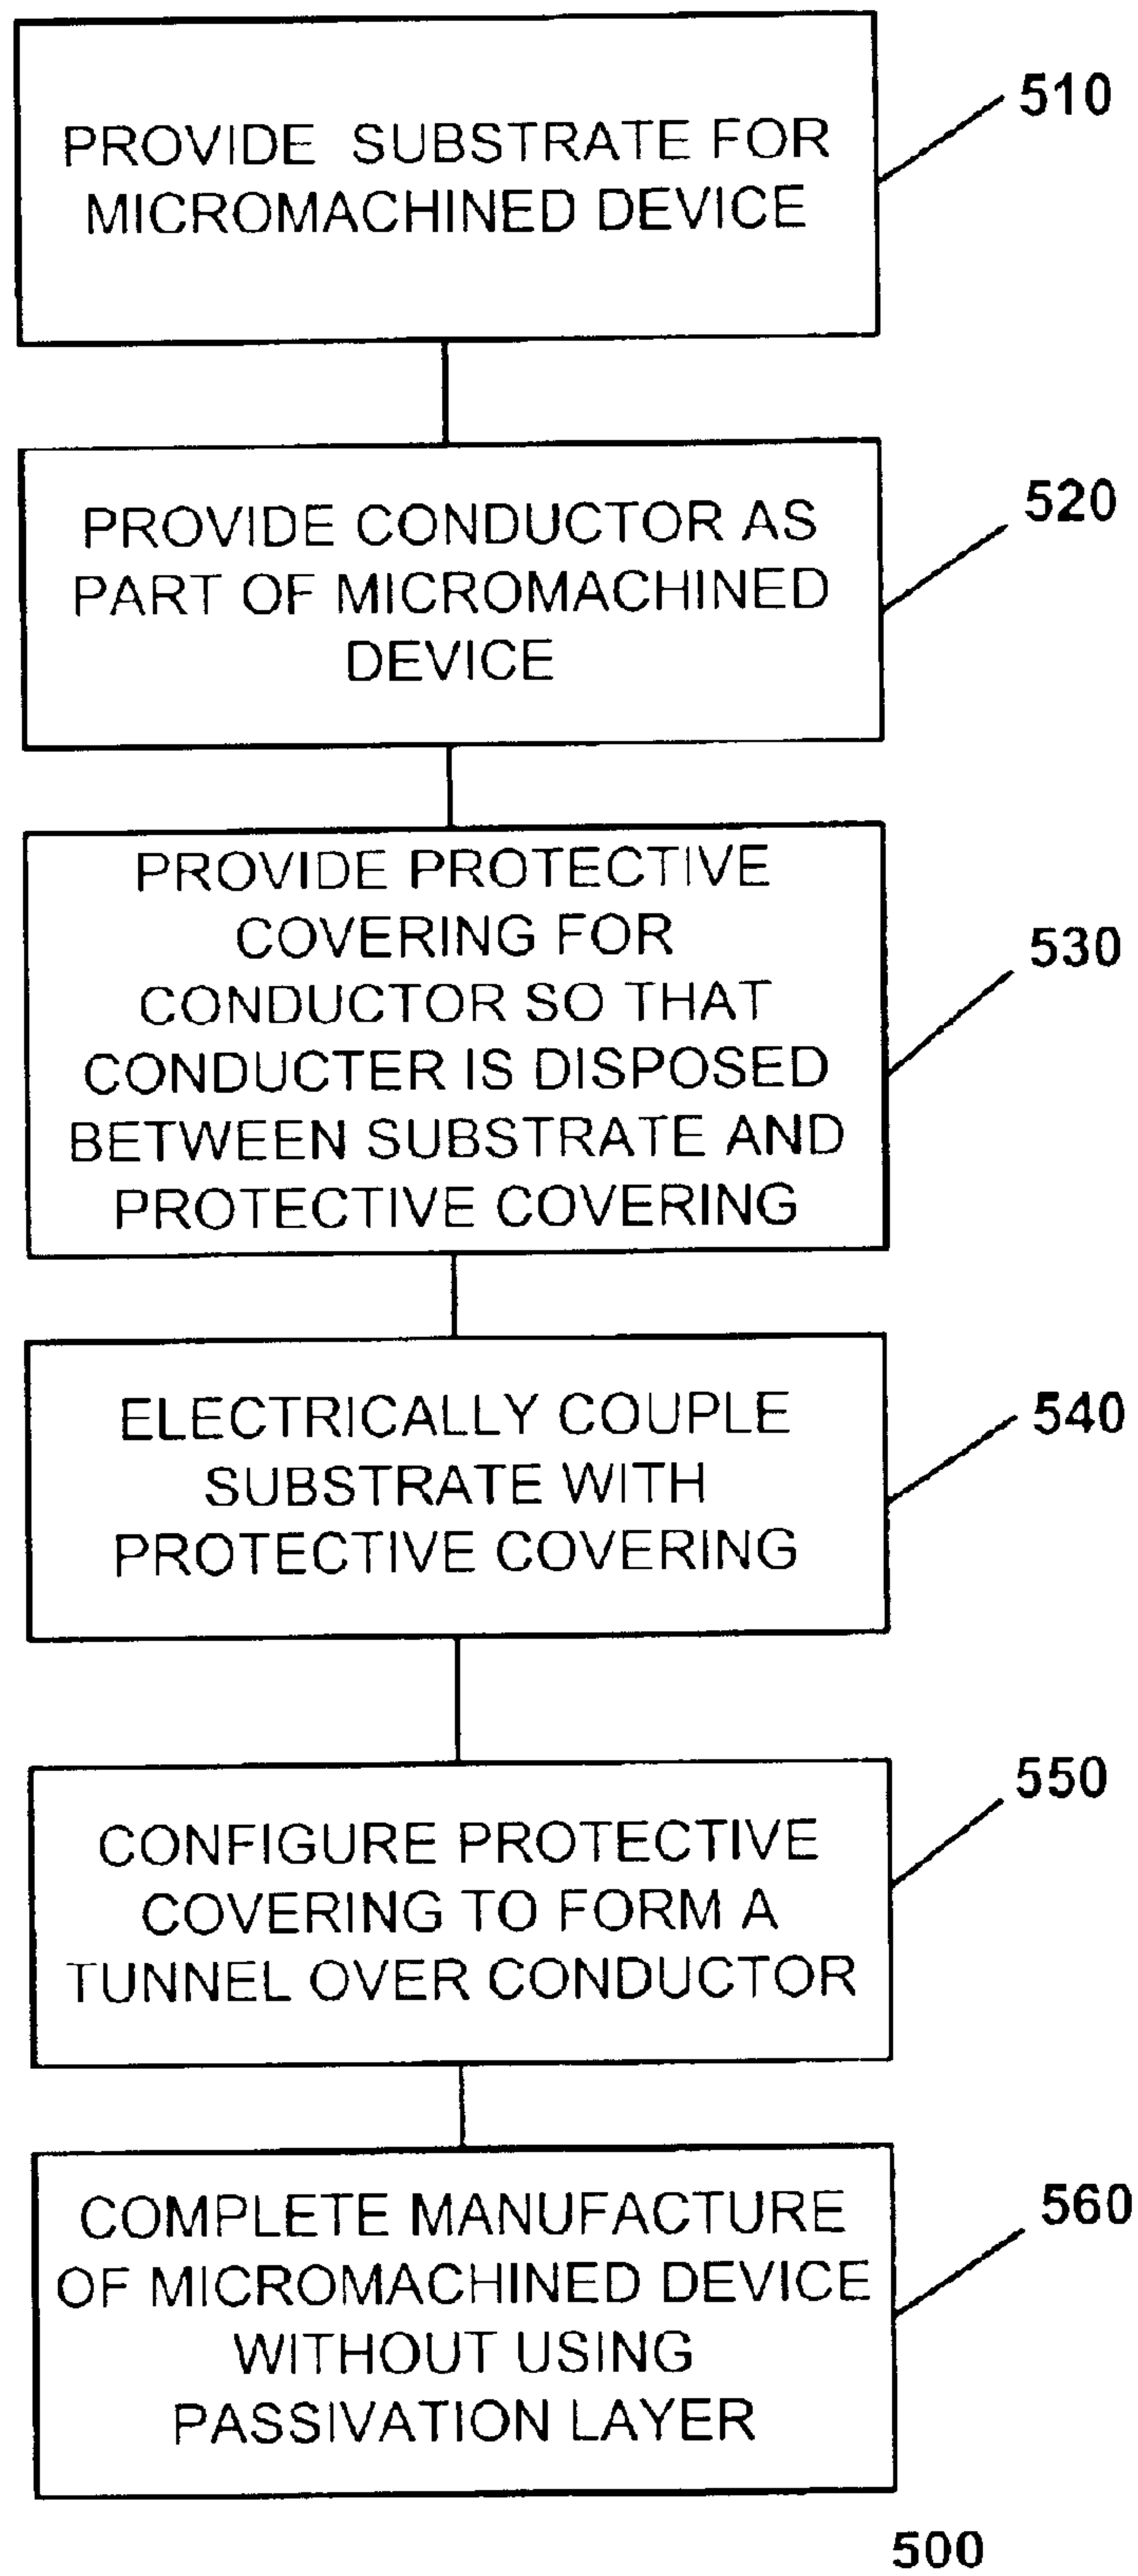 PROVIDE SUBSTRATE FOR
MICROMACHINED DEVICE
510
PROVIDE CONDUCTOR AS
PART OF MICROMACHINED
DEVICE
520
PROVIDE PROTECTIVE
COVERING FOR
CONDUCTOR SO THAT
CONDUCTER IS DISPOSED
BETWEEN SUBSTRATE AND
PROTECTIVE COVERING
530
ELECTRICALLY COUPLE
SUBSTRATE WITH
PROTECTIVE COVERING
540
CONFIGURE PROTECTIVE
COVERING TO FORM A
TUNNEL OVER CONDUCTOR
550
COMPLETE MANUFACTURE
OF MICROMACHINED DEVICE
WITHOUT USING
PASSIVATION LAYER
560
500